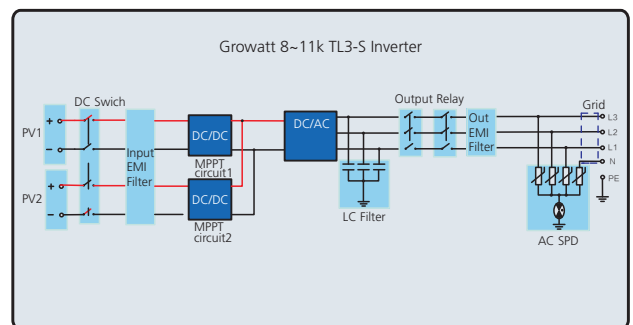 Growatt 8~11k TL3-S Inverter
DC Swich
Output Relay
Grid
PV1
+
−
PV2
+
−
Input
EMI
Filter
DC/DC
MPPT
circuit1
DC/DC
MPPT
circuit2
DC/AC
LC Filter
Out
EMI
Filter
L3
L2
L1
N
PE
AC SPD